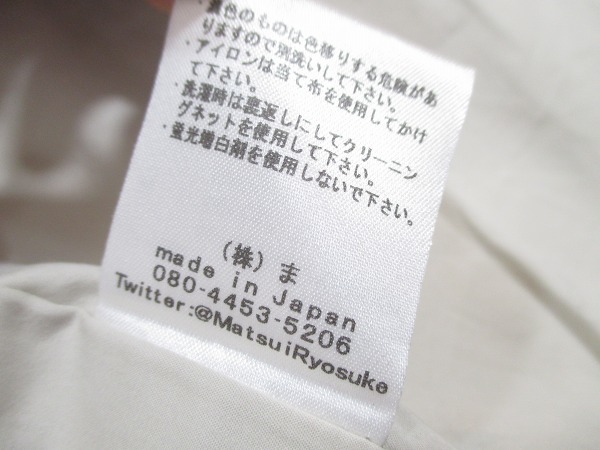 ・濃色のものは色移りする危険があ
りますので別洗いして下さい。
・アイロンは当て布を使用してかけ
て下さい。
・洗濯時は裏返しにしてクリーニン
グネットを使用して下さい。
・蛍光増白剤を使用しないで下さい。
（株）ま
made in Japan
080-4453-5206
Twitter:@MatsuiRyosuke